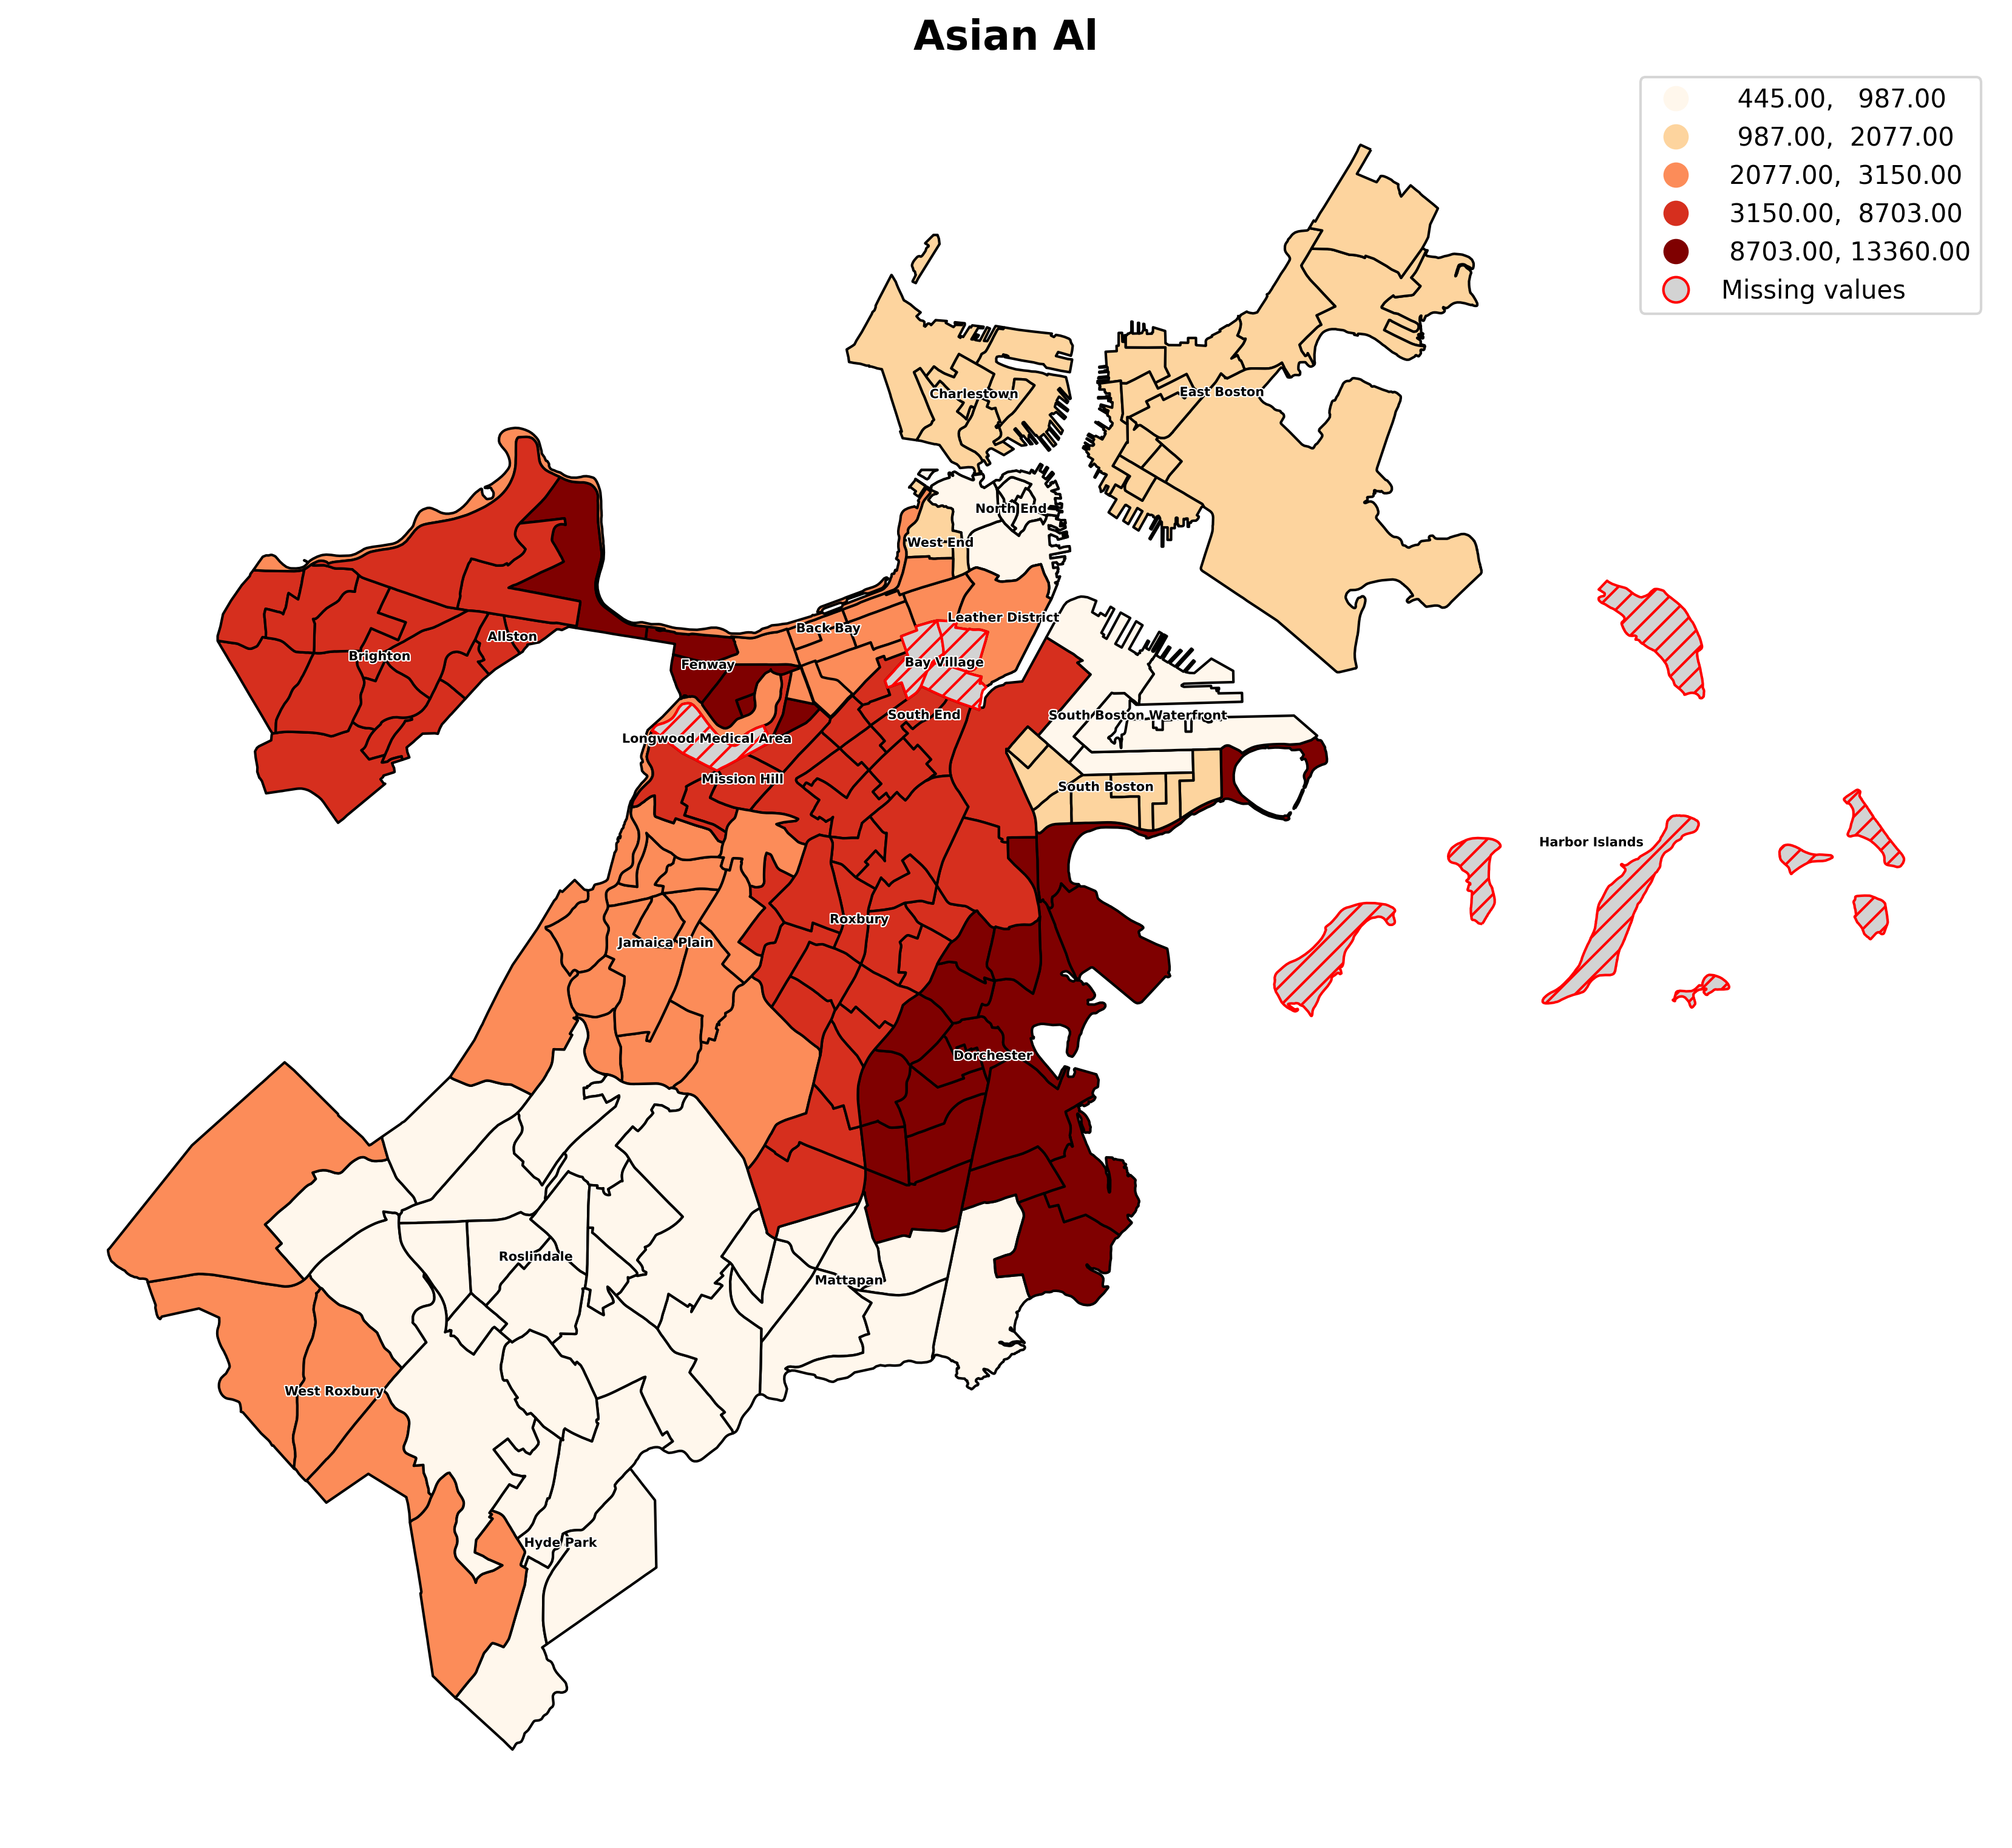 Asian Al
445.00, 987.00
987.00, 2077.00
2077.00, 3150.00
3150.00, 8703.00
8703.00, 13360.00
Missing values
Charlestown
East Boston
North End
West End
Leather District
Back Bay
Allston
Brighton
Fenway
Bay Village
South End
South Boston Waterfront
Longwood Medical Area
Mission Hill
South Boston
Harbor Islands
Roxbury
Jamaica Plain
Dorchester
Roslindale
Mattapan
West Roxbury
Hyde Park